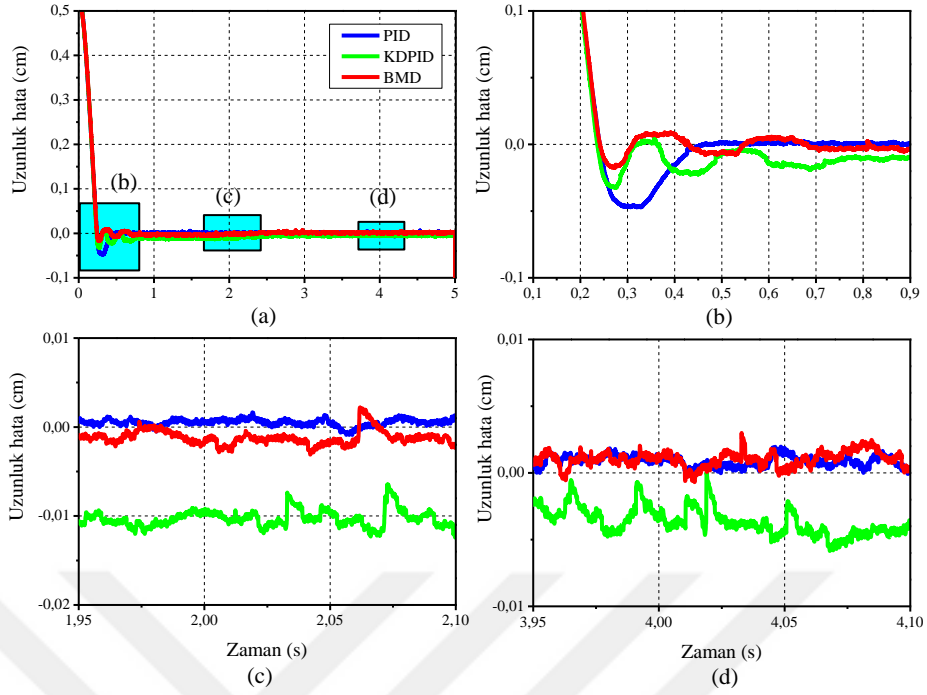 Uzunluk hata (cm)
0,5
0,4
0,3
0,2
0,1
0,0
-0,1
PID
KDPID
BMD
(b)
(c)
(d)
0
1
2
3
4
5
(a)
Uzunluk hata (cm)
0,1
0,0
-0,1
0,1
0,2
0,3
0,4
0,5
0,6
0,7
0,8
0,9
(b)
Uzunluk hata (cm)
0,01
0,00
-0,01
-0,02
1,95
2,00
2,05
2,10
Zaman (s)
(c)
Uzunluk hata (cm)
0,01
0,00
-0,01
3,95
4,00
4,05
4,10
Zaman (s)
(d)